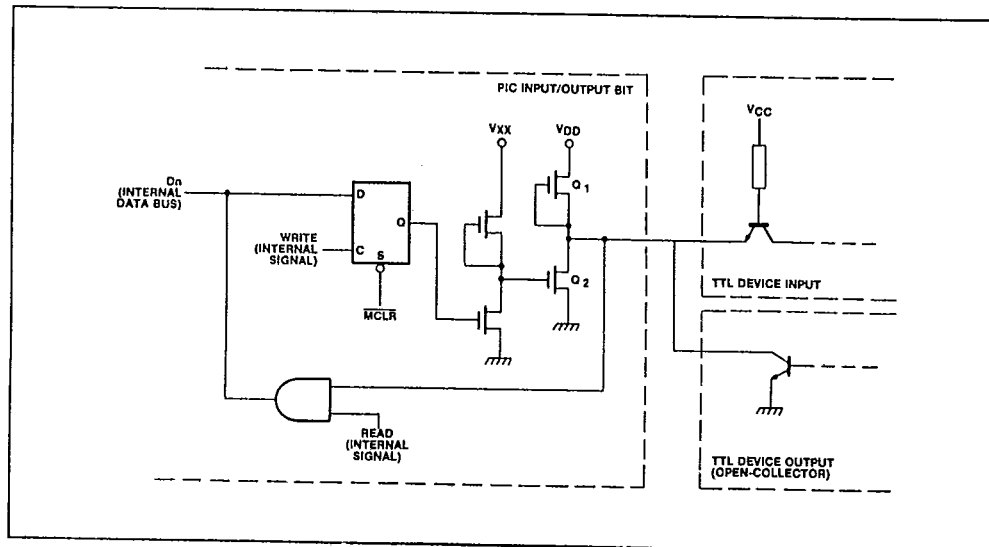 PIC INPUT/OUTPUT BIT
VXX
VDD
VCC
Q1
Dn
(INTERNAL
DATA BUS)
D
Q
WRITE
(INTERNAL
SIGNAL)
C
S
MCLR
Q2
TTL DEVICE INPUT
READ
(INTERNAL
SIGNAL)
TTL DEVICE OUTPUT
(OPEN-COLLECTOR)